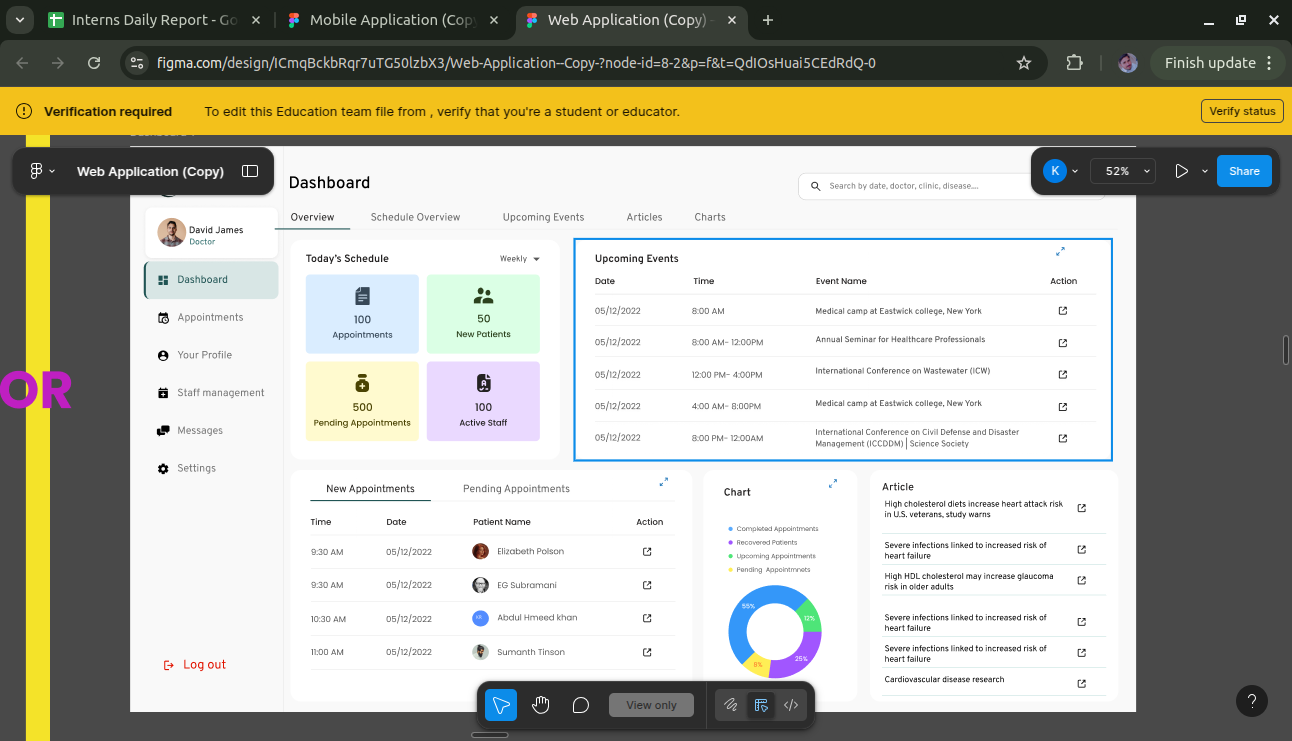 Interns Daily Report - Go
Mobile Application (Copy
Web Application (Copy) -
figma.com/design/ICmqBckbRqr7uTG50lzbX3/Web-Application--Copy-?node-id=8-2&p=f&t=QdIOsHuai5CEdRdQ-0
Finish update
Verification required
To edit this Education team file from , verify that you're a student or educator.
Verify status
Web Application (Copy)
K
52%
Share
Dashboard
Search by date, doctor, clinic, disease....
Overview
Schedule Overview
Upcoming Events
Articles
Charts
David James
Doctor
Dashboard
Appointments
Your Profile
Staff management
Messages
Settings
Log out
OR
Today's Schedule
Weekly
100
Appointments
50
New Patients
500
Pending Appointments
100
Active Staff
Upcoming Events
Date Time Event Name Action
05/12/2022 8:00 AM Medical camp at Eastwick college, New York
05/12/2022 8:00 AM- 12:00PM Annual Seminar for Healthcare Professionals
05/12/2022 12:00 PM- 4:00PM International Conference on Wastewater (ICW)
05/12/2022 4:00 AM- 8:00PM Medical camp at Eastwick college, New York
05/12/2022 8:00 PM- 12:00AM International Conference on Civil Defense and Disaster
Management (ICCDDM) | Science Society
New Appointments
Pending Appointments
Time Date Patient Name Action
9:30 AM 05/12/2022 Elizabeth Polson
9:30 AM 05/12/2022 EG Subramani
10:30 AM 05/12/2022 Abdul Hmeed khan
11:00 AM 05/12/2022 Sumanth Tinson
Chart
Completed Appointments
Recovered Patients
Upcoming Appointments
Pending Appointmnets
55%
12%
25%
8%
Article
High cholesterol diets increase heart attack risk
in U.S. veterans, study warns
Severe infections linked to increased risk of
heart failure
High HDL cholesterol may increase glaucoma
risk in older adults
Severe infections linked to increased risk of
heart failure
Severe infections linked to increased risk of
heart failure
Cardiovascular disease research
View only